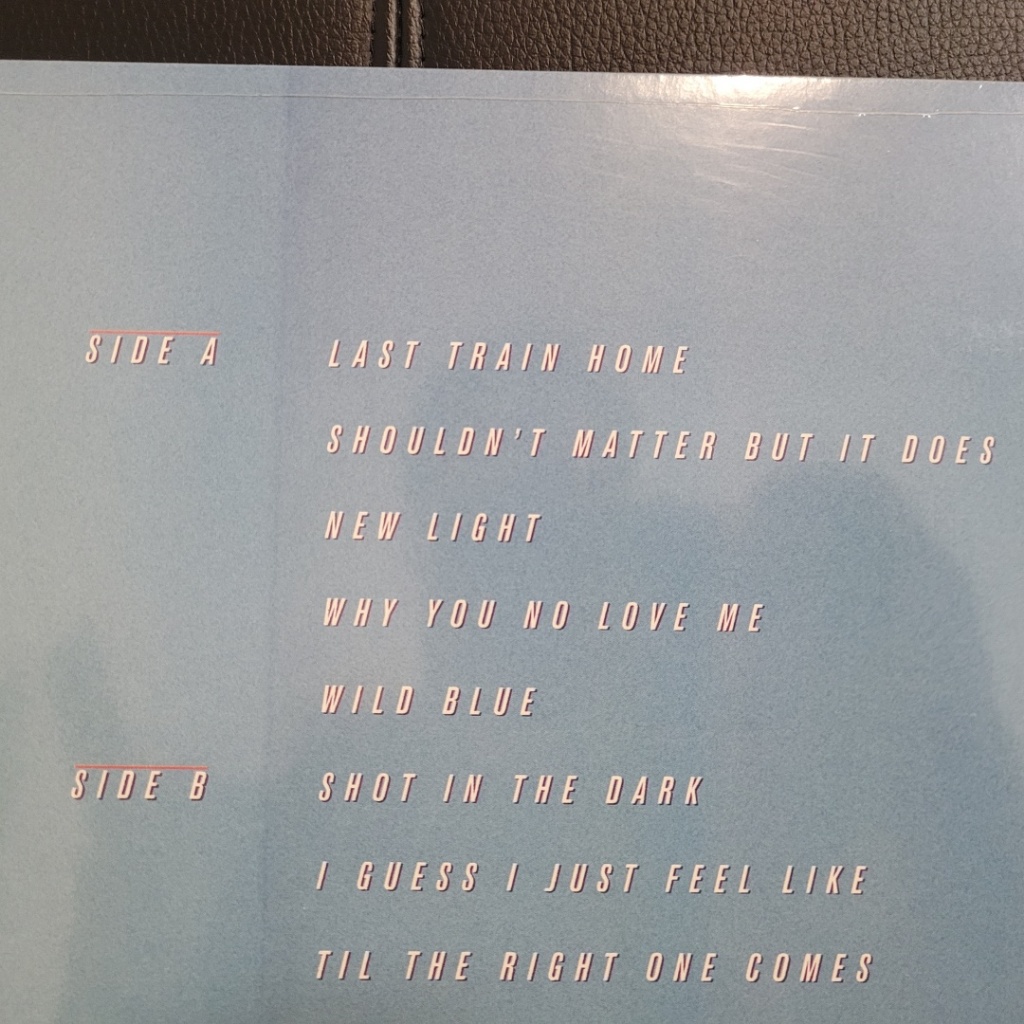 SIDE A
LAST TRAIN HOME
SHOULDN'T MATTER BUT IT DOES
NEW LIGHT
WHY YOU NO LOVE ME
WILD BLUE
SIDE B
SHOT IN THE DARK
I GUESS I JUST FEEL LIKE
TIL THE RIGHT ONE COMES